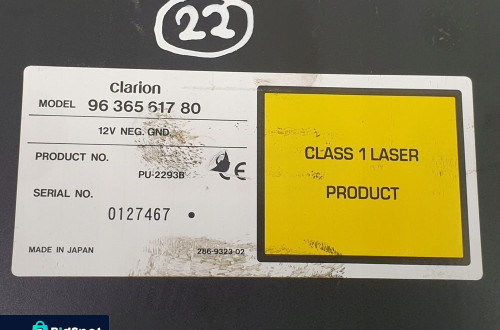 22
Clarion
MODEL 96 365 617 80
12V NEG. GND.
PRODUCT NO.
PU-2293B
CE
SERIAL NO.
0127467
MADE IN JAPAN 286-9323-02
CLASS 1 LASER
PRODUCT